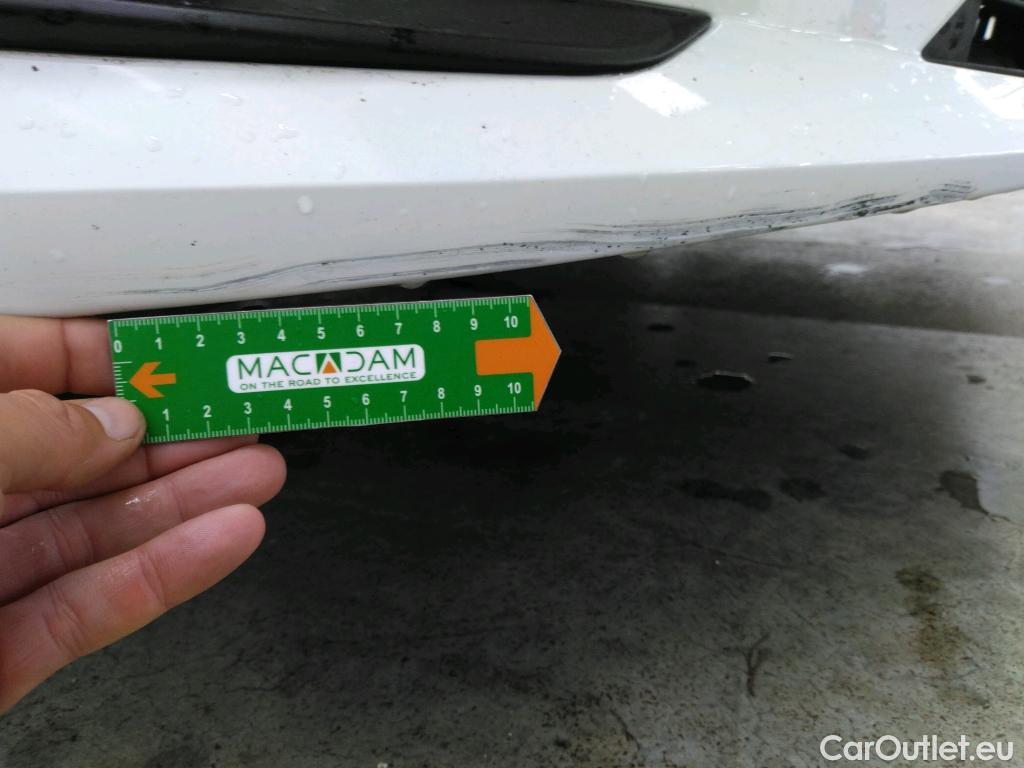 0 1 2 3 4 5 6 7 8 9 10
MACADAM
ON THE ROAD TO EXCELLENCE
1 2 3 4 5 6 7 8 9 10
CarOutlet.eu